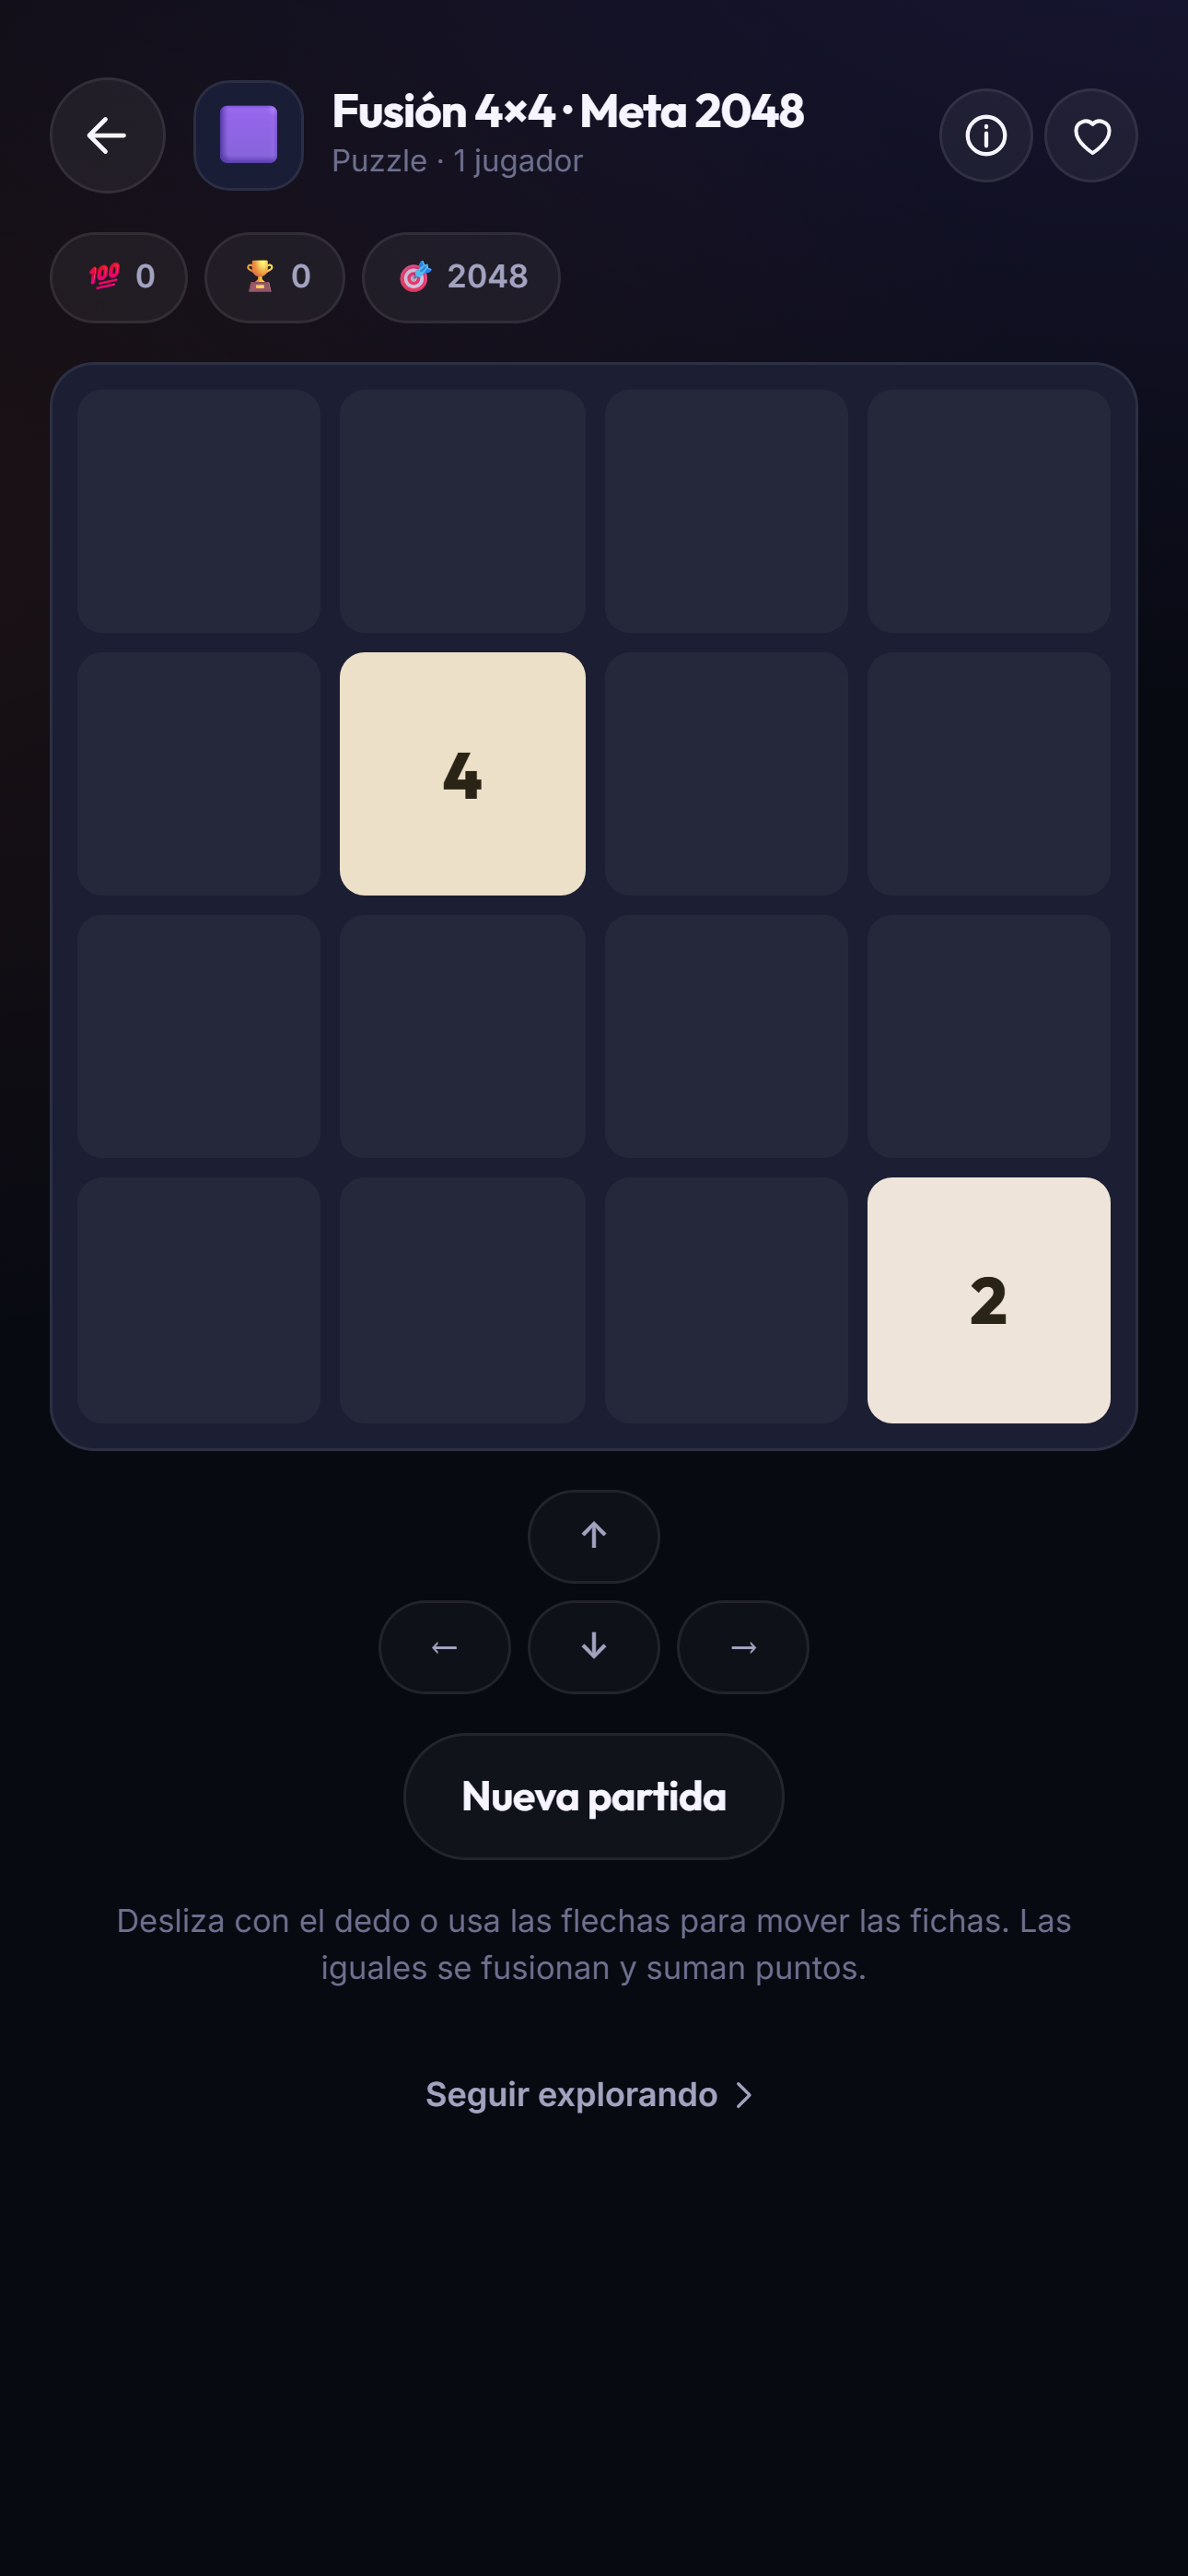 Fusión 4×4 · Meta 2048
Puzzle · 1 jugador
💯 0 🏆 0 🎯 2048
4
2
↑
← ↓ →
Nueva partida
Desliza con el dedo o usa las flechas para mover las fichas. Las
iguales se fusionan y suman puntos.
Seguir explorando